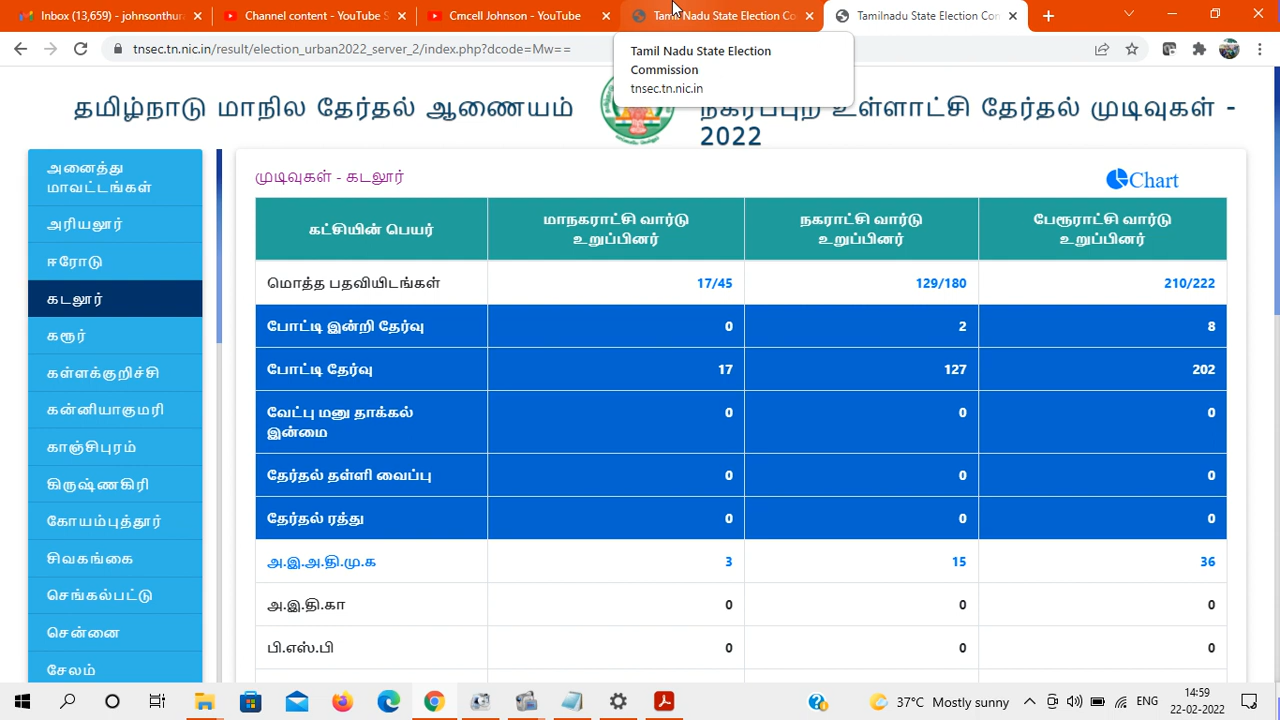 Inbox (13,659) - johnsonthura
Channel content - YouTube S
Cmcell Johnson - YouTube
Tamil Nadu State Election Co
Tamilnadu State Election Com
tnsec.tn.nic.in/result/election_urban2022_server_2/index.php?dcode=Mw==
Tamil Nadu State Election
Commission
tnsec.tn.nic.in
தமிழ்நாடு மாநில தேர்தல் ஆணையம்
நகர்ப்புற உள்ளாட்சி தேர்தல் முடிவுகள் -
2022
அனைத்து
மாவட்டங்கள்
அரியலூர்
ஈரோடு
கடலூர்
கரூர்
கள்ளக்குறிச்சி
கன்னியாகுமரி
காஞ்சிபுரம்
கிருஷ்ணகிரி
கோயம்புத்தூர்
சிவகங்கை
செங்கல்பட்டு
சென்னை
சேலம்
முடிவுகள் - கடலூர்
Chart
கட்சியின் பெயர்
மாநகராட்சி வார்டு
உறுப்பினர்
நகராட்சி வார்டு
உறுப்பினர்
பேரூராட்சி வார்டு
உறுப்பினர்
மொத்த பதவியிடங்கள் 17/45 129/180 210/222
போட்டி இன்றி தேர்வு 0 2 8
போட்டி தேர்வு 17 127 202
வேட்பு மனு தாக்கல் 0 0 0
இன்மை
தேர்தல் தள்ளி வைப்பு 0 0 0
தேர்தல் ரத்து 0 0 0
அ.இ.அ.தி.மு.க 3 15 36
அ.இ.தி.கா 0 0 0
பி.எஸ்.பி 0 0 0
37°C Mostly sunny
ENG
14:59
22-02-2022